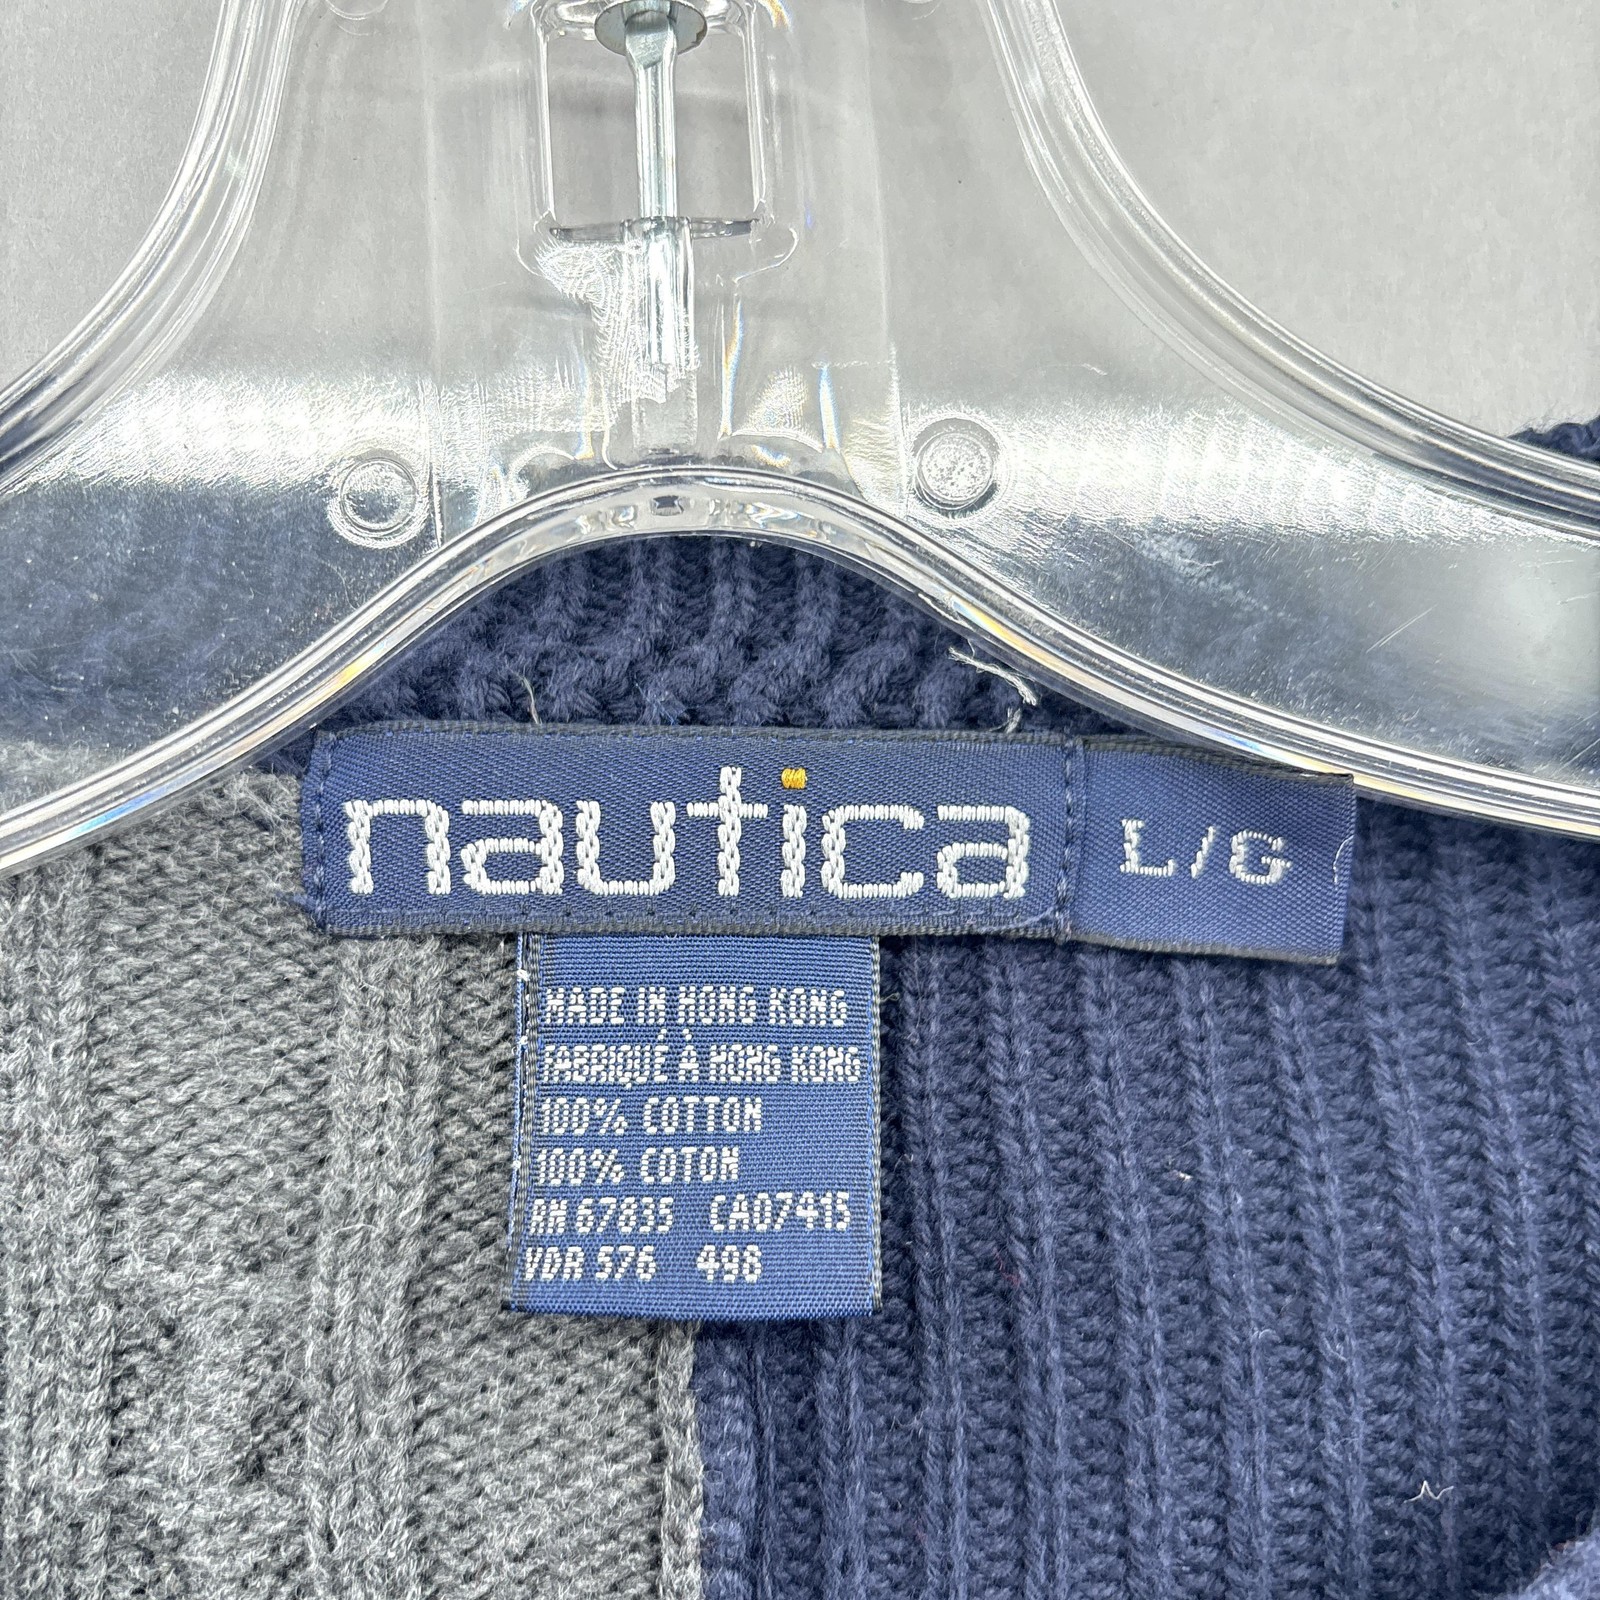 nautica L/G
MADE IN HONG KONG
FABRIQUÉ À HONG KONG
100% COTTON
100% COTON
RN 67835 CA07415
VDR 576 498